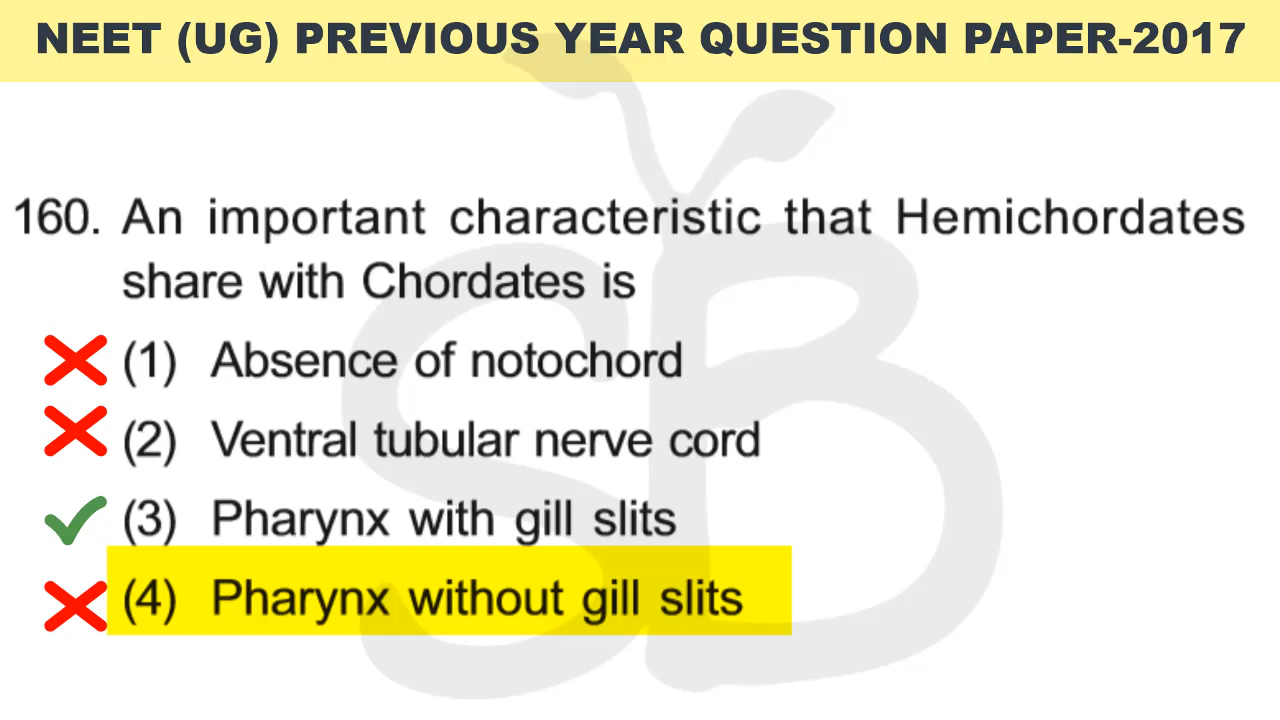 NEET (UG) PREVIOUS YEAR QUESTION PAPER-2017
160. An important characteristic that Hemichordates
share with Chordates is
(1) Absence of notochord
(2) Ventral tubular nerve cord
(3) Pharynx with gill slits
(4) Pharynx without gill slits
SB